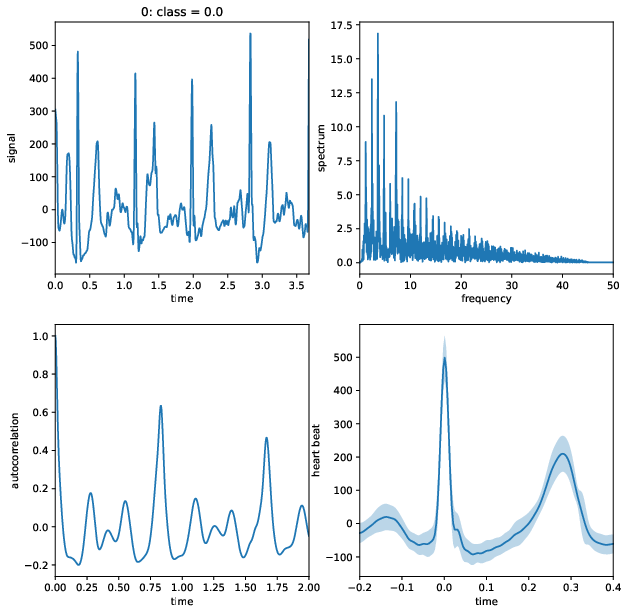 0: class = 0.0
signal
500
400
300
200
100
0
−100
0.0 0.5 1.0 1.5 2.0 2.5 3.0 3.5
time
spectrum
17.5
15.0
12.5
10.0
7.5
5.0
2.5
0.0
0 10 20 30 40 50
frequency
autocorrelation
1.0
0.8
0.6
0.4
0.2
0.0
−0.2
0.00 0.25 0.50 0.75 1.00 1.25 1.50 1.75 2.00
time
heart beat
500
400
300
200
100
0
−100
−0.2 −0.1 0.0 0.1 0.2 0.3 0.4
time